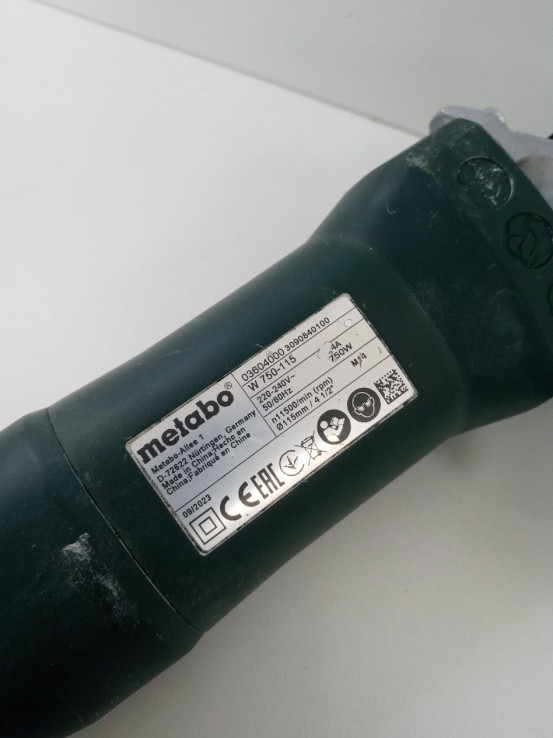 metabo®
Metabo-Allee 1
D-72622 Nürtingen, Germany
Made in China,Hecho en
China,Fabriqué en Chine
09/2023
03604000 3090840100
W 750-115
220-240V~
50/60Hz
4A
750W
n11500/min (rpm)
Ø115mm / 4 1/2"
M14
CE EAC